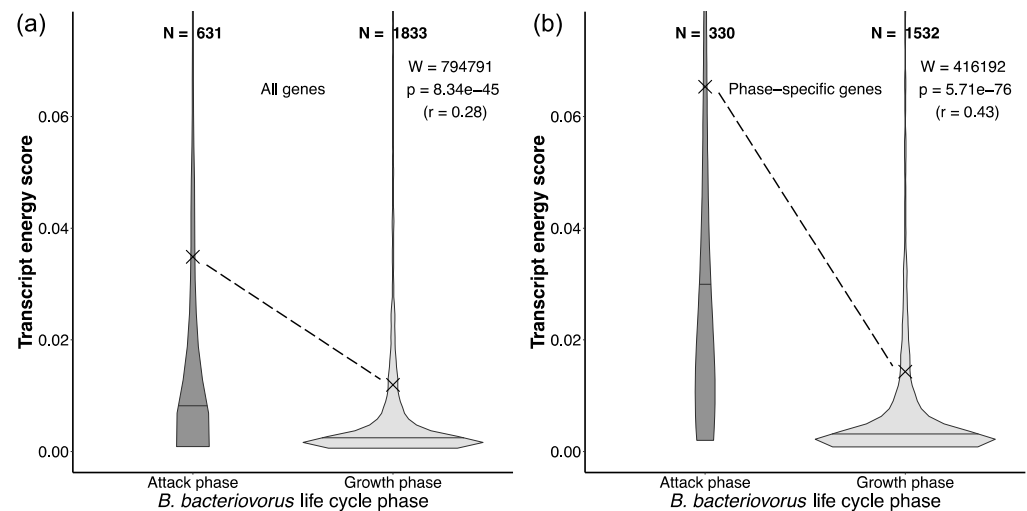 (a)
N = 631
N = 1833
W = 794791
p = 8.34e−45
(r = 0.28)
All genes
Transcript energy score
0.06
0.04
0.02
0.00
Attack phase
Growth phase
B. bacteriovorus life cycle phase
(b)
N = 330
N = 1532
W = 416192
p = 5.71e−76
(r = 0.43)
Phase−specific genes
Transcript energy score
0.06
0.04
0.02
0.00
Attack phase
Growth phase
B. bacteriovorus life cycle phase